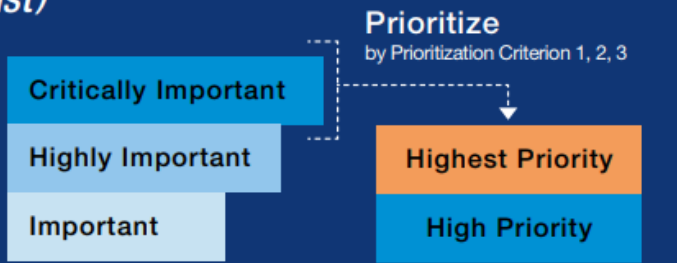 Prioritize
by Prioritization Criterion 1, 2, 3
Critically Important
Highly Important
Important
Highest Priority
High Priority